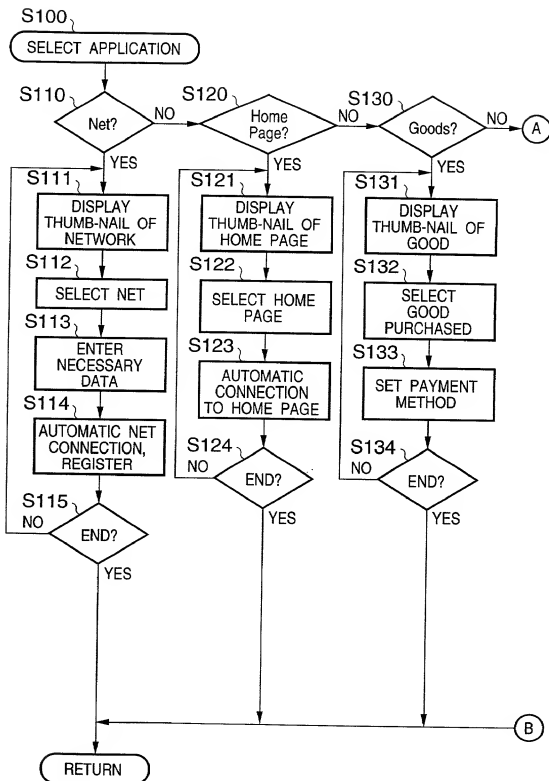 S100
SELECT APPLICATION
S110
Net?
NO
YES
S120
Home
Page?
NO
YES
S130
Goods?
NO
YES
A
S111
DISPLAY
THUMB-NAIL OF
NETWORK
S112
SELECT NET
S113
ENTER
NECESSARY
DATA
S114
AUTOMATIC NET
CONNECTION,
REGISTER
S115
NO
END?
YES
S121
DISPLAY
THUMB-NAIL OF
HOME PAGE
S122
SELECT HOME
PAGE
S123
AUTOMATIC
CONNECTION
TO HOME PAGE
S124
NO
END?
YES
S131
DISPLAY
THUMB-NAIL OF
GOOD
S132
SELECT
GOOD
PURCHASED
S133
SET PAYMENT
METHOD
S134
NO
END?
YES
B
RETURN